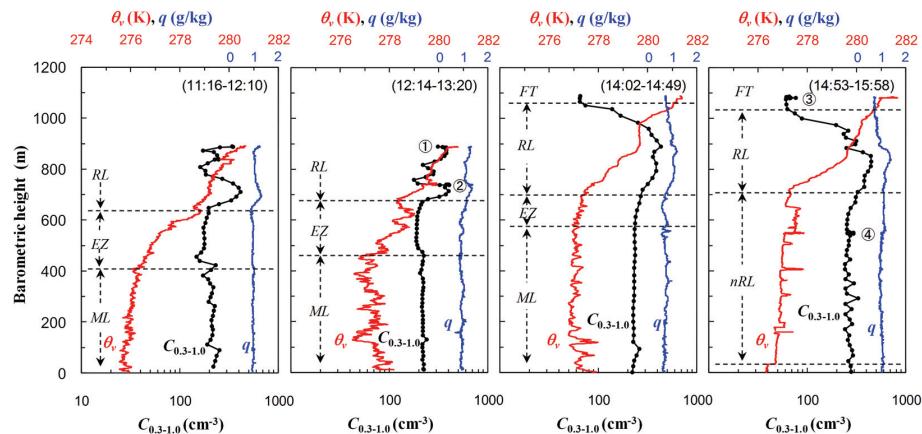 θv (K), q (g/kg)
θv (K), q (g/kg)
θv (K), q (g/kg)
θv (K), q (g/kg)
274 276 278 280 282
276 278 280 282
276 278 280 282
276 278 280 282
0 1 2
0 1 2
0 1 2
0 1 2
Barometric height (m)
1200
1000
800
600
400
200
0
(11:16-12:10)
RL
EZ
ML
θv
C0.3-1.0
q
(12:14-13:20)
①
②
RL
EZ
ML
θv
C0.3-1.0
q
(14:02-14:49)
FT
RL
EZ
ML
θv
C0.3-1.0
q
(14:53-15:58)
FT
③
RL
④
nRL
θv
C0.3-1.0
q
10 100 1000
100 1000
100 1000
100 1000
C0.3-1.0 (cm-3)
C0.3-1.0 (cm-3)
C0.3-1.0 (cm-3)
C0.3-1.0 (cm-3)